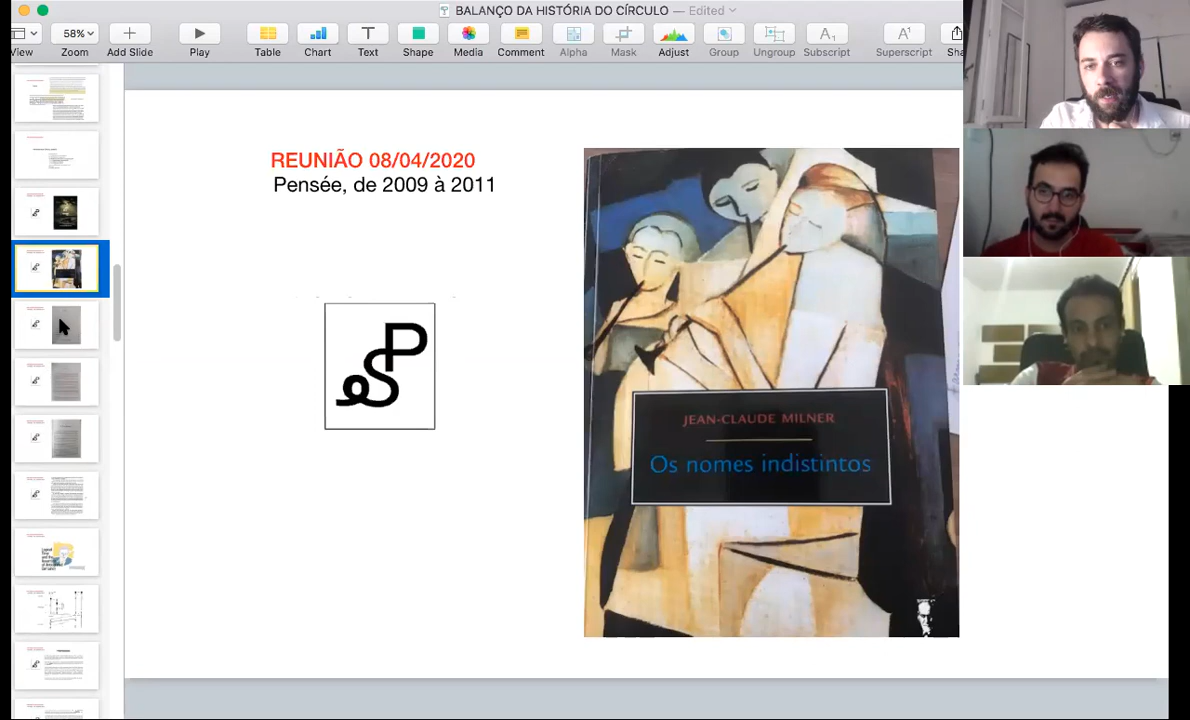 BALANÇO DA HISTÓRIA DO CÍRCULO — Edited
58%
View
Zoom
Add Slide
Play
Table
Chart
Text
Shape
Media
Comment
Alpha
Mask
Adjust
Group
Ungroup
Subscript
Superscript
Sha
REUNIÃO 08/04/2020
Pensée, de 2009 à 2011
JEAN-CLAUDE MILNER
Os nomes indistintos